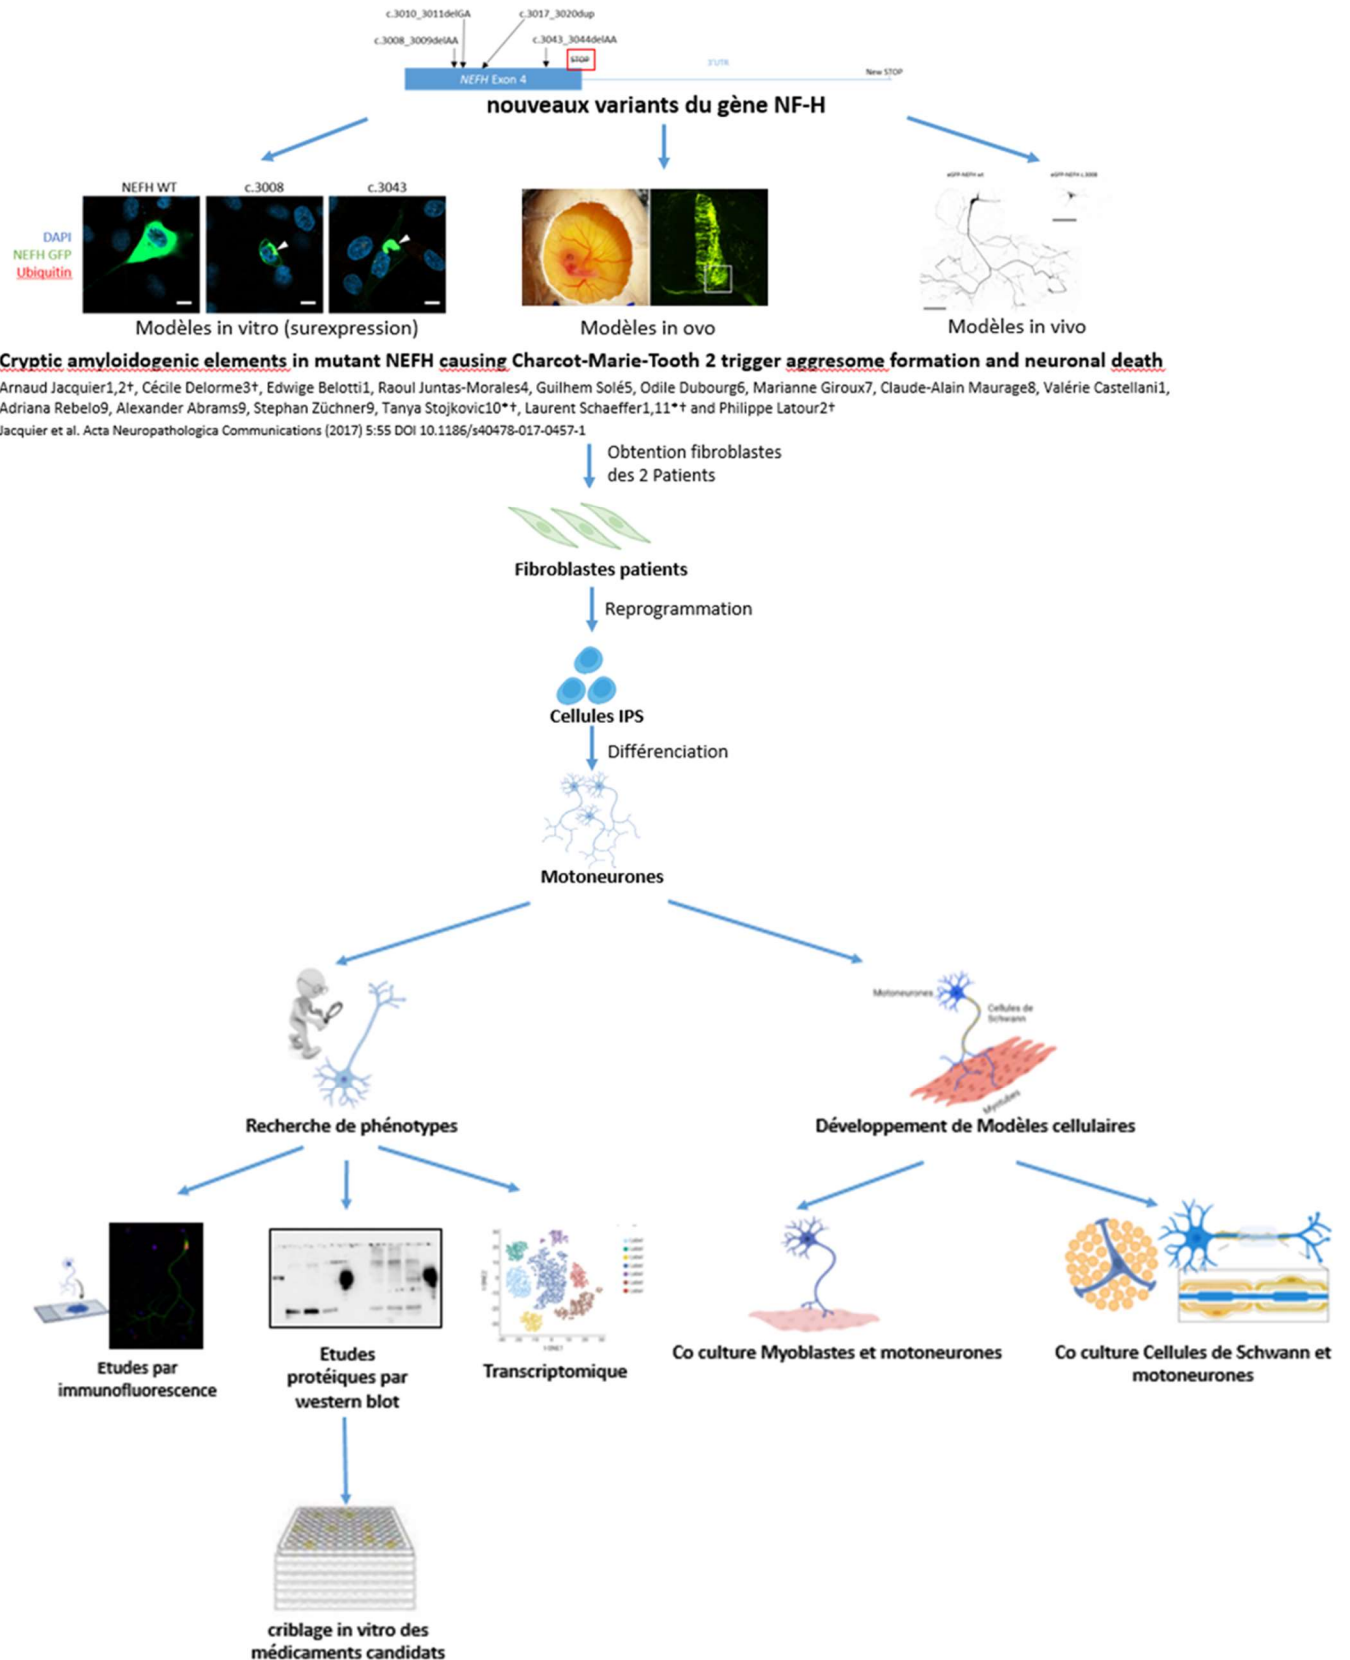 c.3010_3011delGA
c.3017_3020dup
c.3008_3009delAA
c.3043_3044delAA
STOP
3'UTR
New STOP
NEFH Exon 4
nouveaux variants du gène NF-H
NEFH WT
c.3008
c.3043
eGFP-NEFH wt
eGFP-NEFH c.3008
DAPI
NEFH GFP
Ubiquitin
Modèles in vitro (surexpression)
Modèles in ovo
Modèles in vivo
Cryptic amyloidogenic elements in mutant NEFH causing Charcot-Marie-Tooth 2 trigger aggresome formation and neuronal death
Arnaud Jacquier1,2†, Cécile Delorme3†, Edwige Belotti1, Raoul Juntas-Morales4, Guilhem Solé5, Odile Dubourg6, Marianne Giroux7, Claude-Alain Maurage8, Valérie Castellani1,
Adriana Rebelo9, Alexander Abrams9, Stephan Züchner9, Tanya Stojkovic10*†, Laurent Schaeffer1,11*† and Philippe Latour2†
Jacquier et al. Acta Neuropathologica Communications (2017) 5:55 DOI 10.1186/s40478-017-0457-1
Obtention fibroblastes
des 2 Patients
Fibroblastes patients
Reprogrammation
Cellules IPS
Différenciation
Motoneurones
Motoneurones
Cellules de
Schwann
Myotubes
Recherche de phénotypes
Développement de Modèles cellulaires
Etudes par
immunofluorescence
Etudes
protéiques par
western blot
Transcriptomique
Co culture Myoblastes et motoneurones
Co culture Cellules de Schwann et
motoneurones
criblage in vitro des
médicaments candidats